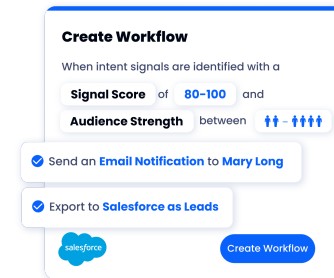 Create Workflow
When intent signals are identified with a
Signal Score of 80-100 and
Audience Strength between –
Send an Email Notification to Mary Long
Export to Salesforce as Leads
salesforce
Create Workflow